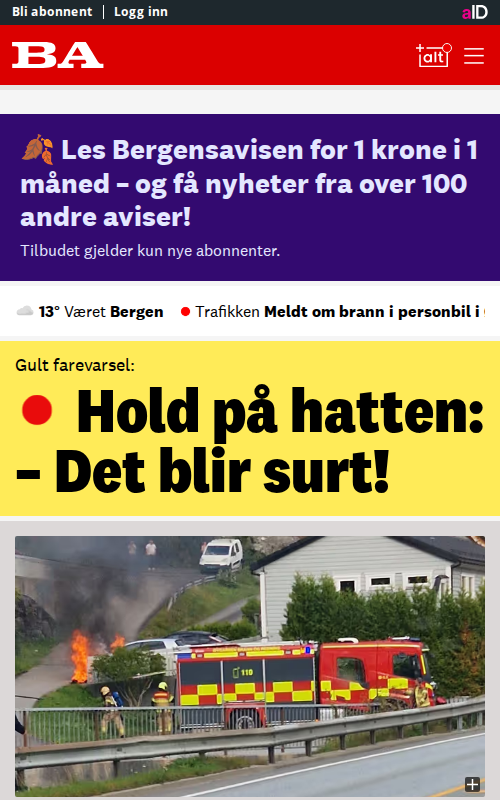 Bli abonnent | Logg inn
aID
BA
alt
Les Bergensavisen for 1 krone i 1
måned – og få nyheter fra over 100
andre aviser!
Tilbudet gjelder kun nye abonnenter.
13° Været Bergen
Trafikken Meldt om brann i personbil i
Gult farevarsel:
Hold på hatten:
– Det blir surt!
110